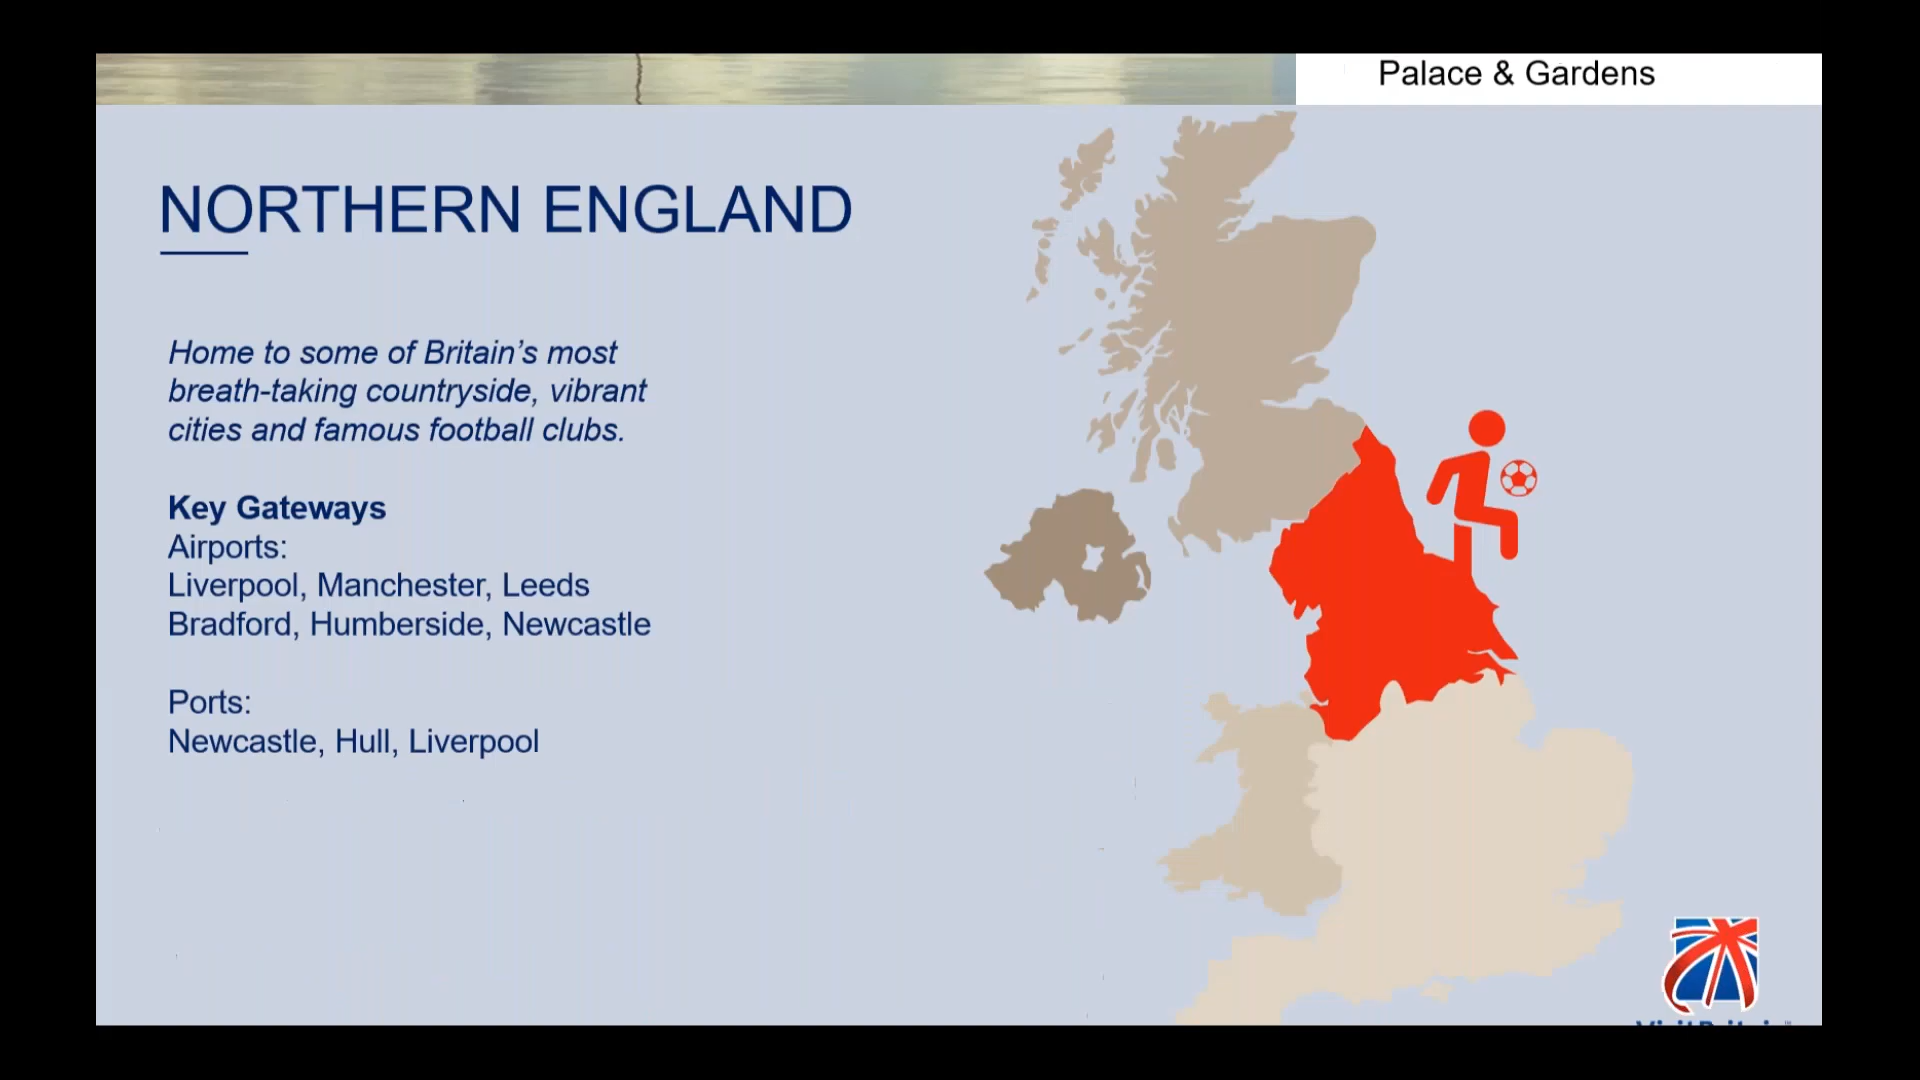 Palace & Gardens
NORTHERN ENGLAND
Home to some of Britain’s most
breath-taking countryside, vibrant
cities and famous football clubs.
Key Gateways
Airports:
Liverpool, Manchester, Leeds
Bradford, Humberside, Newcastle
Ports:
Newcastle, Hull, Liverpool